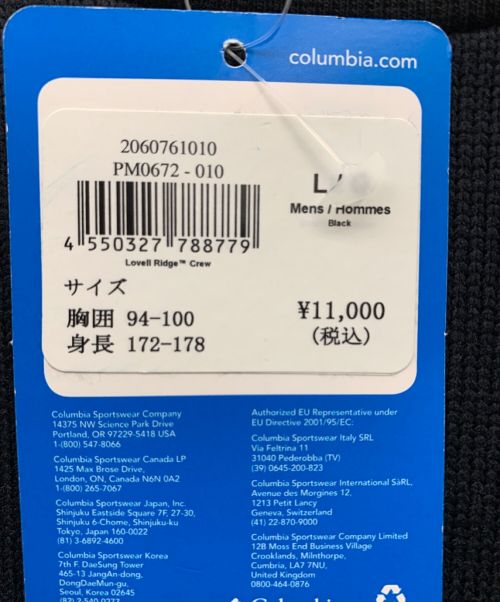 columbia.com
2060761010
PM0672-010
4 550327 788779
Lovell Ridge™ Crew
L/
Mens / Hommes
Black
サイズ
胸囲 94-100
身長 172-178
¥11,000
(税込)
Columbia Sportswear Company
14375 NW Science Park Drive
Portland, OR 97229-5418 USA
1-(800) 547-8066
Columbia Sportswear Canada LP
1425 Max Brose Drive,
London, ON, Canada N6N 0A2
1-(800) 265-7067
Columbia Sportswear Japan, Inc.
Shinjuku Eastside Square 7F, 27-30,
Shinjuku 6-Chome, Shinjuku-ku
Tokyo, Japan 160-0022
(81) 3-6892-4600
Columbia Sportswear Korea
7th F. DaeSung Tower
465-13 JangAn-dong,
DongDaeMun-gu,
Seoul, Korea 02645
Authorized EU Representative under
EU Directive 2001/95/EC:
Columbia Sportswear Italy SRL
Via Feltrina 11
31040 Pederobba (TV)
(39) 0645-200-823
Columbia Sportswear International SàRL,
Avenue des Morgines 12,
1213 Petit Lancy
Geneva, Switzerland
(41) 22-870-9000
Columbia Sportswear Company Limited
12B Moss End Business Village
Crooklands, Milnthorpe,
Cumbria, LA7 7NU,
United Kingdom
0800-464-0876
Columbia